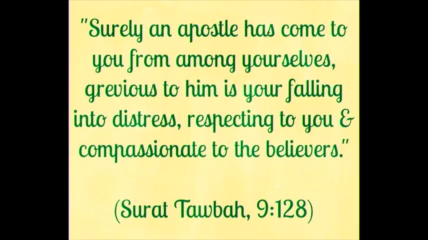 "Surely an apostle has come to
you from among yourselves,
grevious to him is your falling
into distress, respecting to you &
compassionate to the believers."
(Surat Tawbah, 9:128)